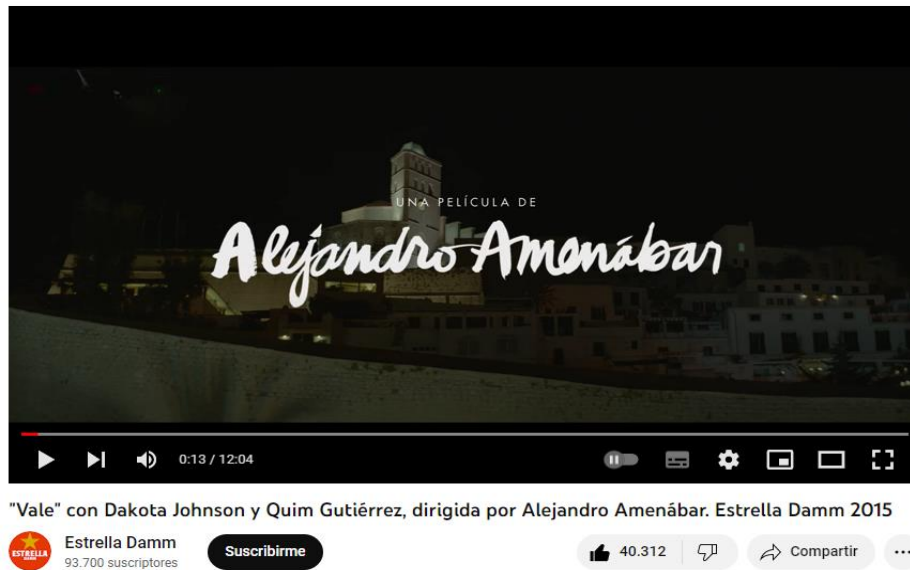 UNA PELÍCULA DE
Alejandro Amenábar
0:13 / 12:04
"Vale" con Dakota Johnson y Quim Gutiérrez, dirigida por Alejandro Amenábar. Estrella Damm 2015
ESTRELLA
DAMM
Estrella Damm
93.700 suscriptores
Suscribirme
40.312
Compartir